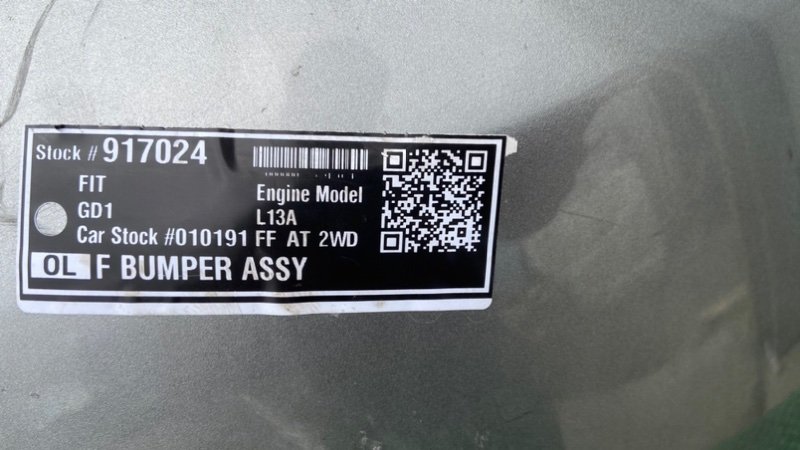 Stock # 917024
FIT
GD1
Engine Model
L13A
Car Stock #010191 FF AT 2WD
OL F BUMPER ASSY